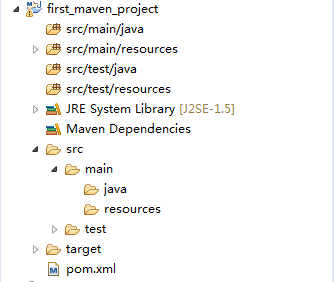 first_maven_project
src/main/java
src/main/resources
src/test/java
src/test/resources
JRE System Library [J2SE-1.5]
Maven Dependencies
src
main
java
resources
test
target
pom.xml